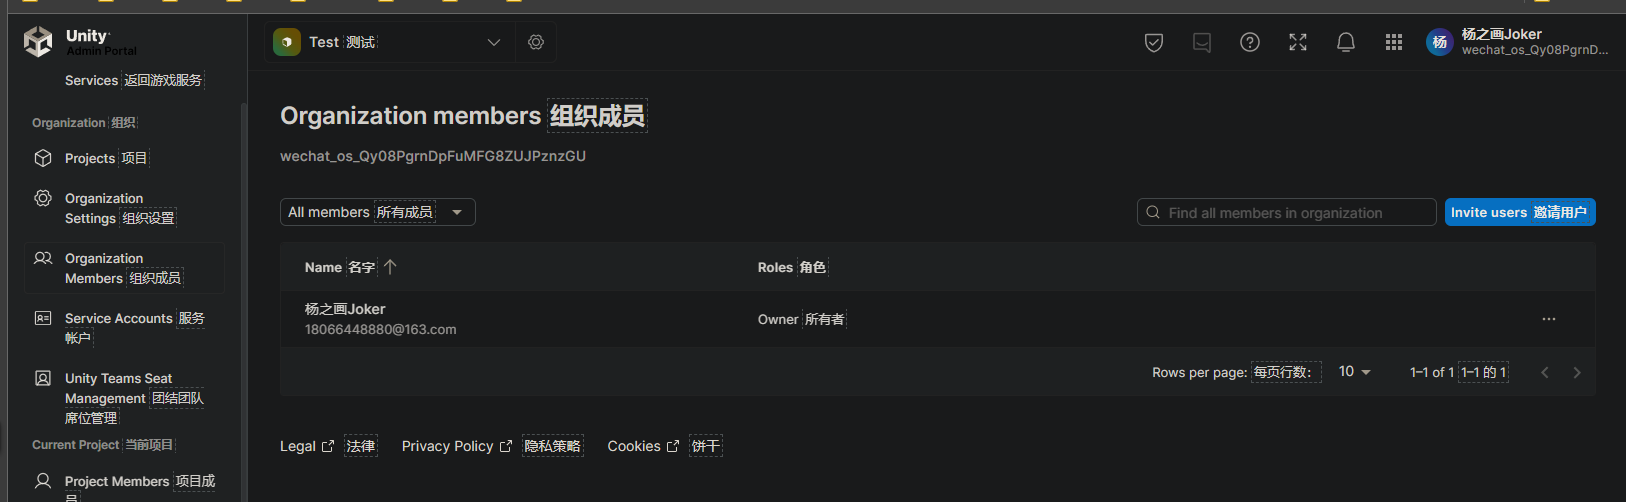 Unity
Admin Portal
Test 测试
杨
杨之画Joker
wechat_os_Qy08PgrnD...
Services 返回游戏服务
Organization 组织
Projects 项目
Organization
Settings 组织设置
Organization
Members 组织成员
Service Accounts 服务
帐户
Unity Teams Seat
Management 团结团队
席位管理
Current Project 当前项目
Project Members 项目成
员
Organization members 组织成员
wechat_os_Qy08PgrnDpFuMFG8ZUJPznzGU
All members 所有成员
Find all members in organization
Invite users 邀请用户
Name 名字
Roles 角色
杨之画Joker
18066448880@163.com
Owner 所有者
Rows per page: 每页行数：
10
1–1 of 1 1–1 的 1
Legal 法律
Privacy Policy 隐私策略
Cookies 饼干